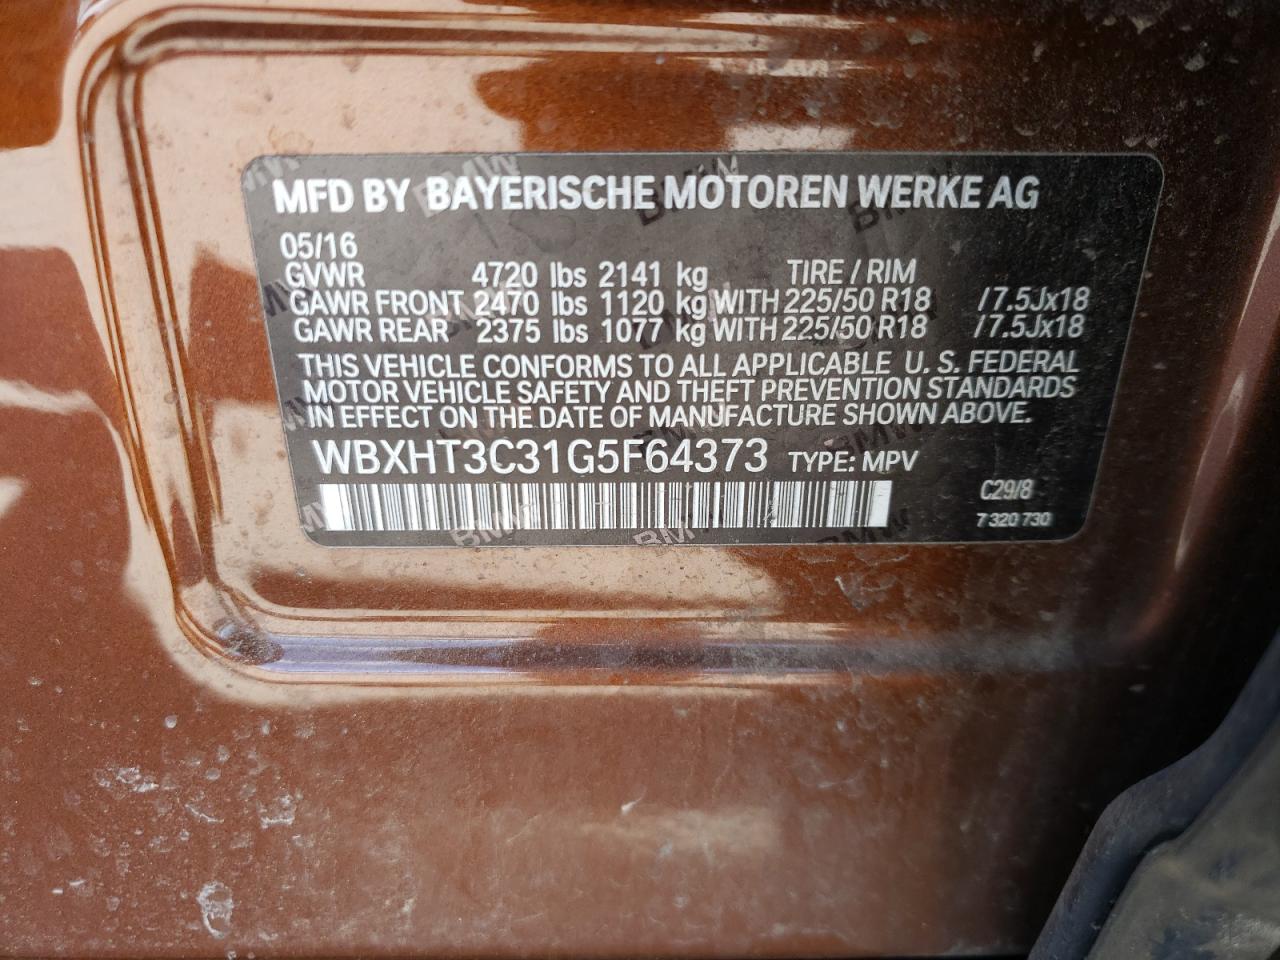 MFD BY BAYERISCHE MOTOREN WERKE AG
05/16
GVWR 4720 lbs 2141 kg TIRE / RIM
GAWR FRONT 2470 lbs 1120 kg WITH 225/50 R18 / 7.5Jx18
GAWR REAR 2375 lbs 1077 kg WITH 225/50 R18 / 7.5Jx18
THIS VEHICLE CONFORMS TO ALL APPLICABLE U. S. FEDERAL
MOTOR VEHICLE SAFETY AND THEFT PREVENTION STANDARDS
IN EFFECT ON THE DATE OF MANUFACTURE SHOWN ABOVE.
WBXHT3C31G5F64373 TYPE: MPV
C29/8
7 320 730